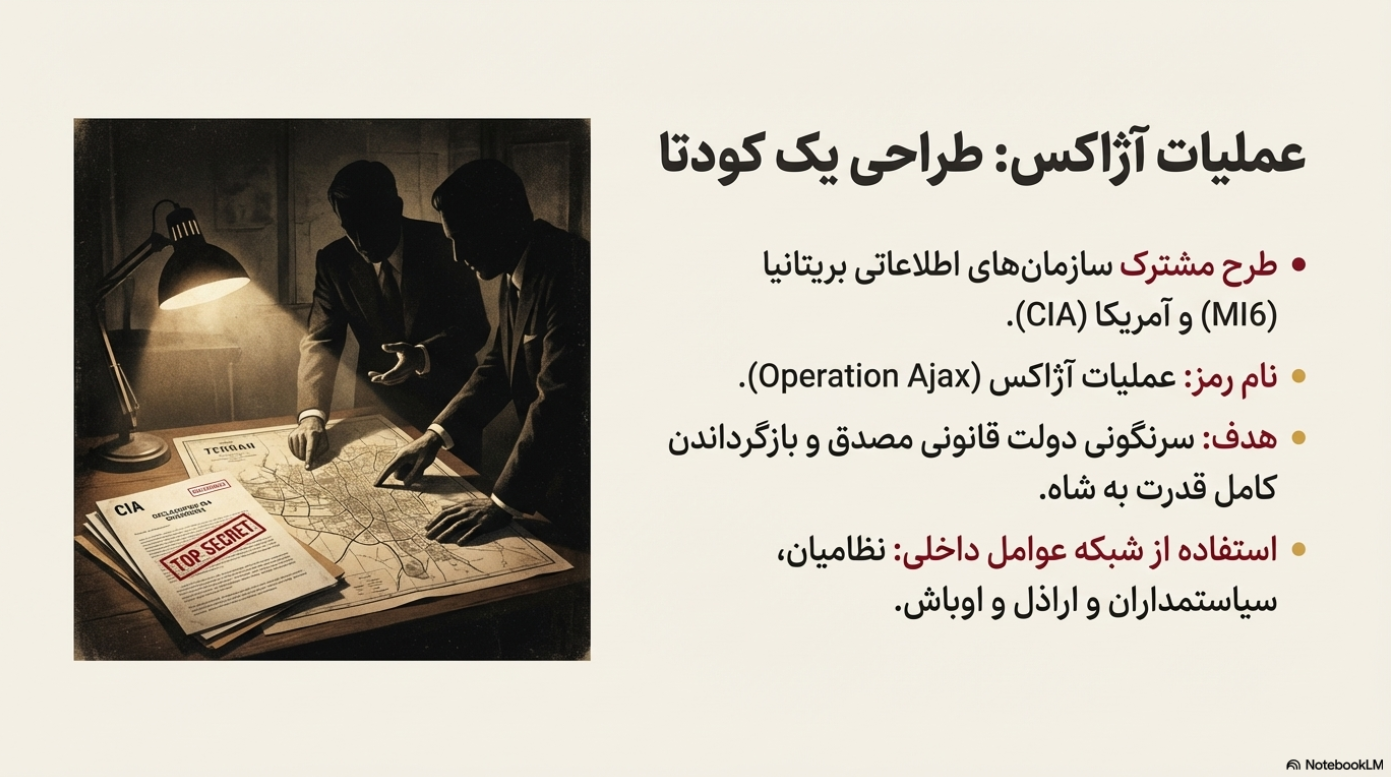 عملیات آژاکس: طراحی یک کودتا
• طرح مشترک سازمان‌های اطلاعاتی بریتانیا
(MI6) و آمریکا (CIA).
• نام رمز: عملیات آژاکس (Operation Ajax).
• هدف: سرنگونی دولت قانونی مصدق و بازگرداندن
کامل قدرت به شاه.
• استفاده از شبکه عوامل داخلی: نظامیان،
سیاستمداران و اراذل و اوباش.
CIA
TOP SECRET
NotebookLM